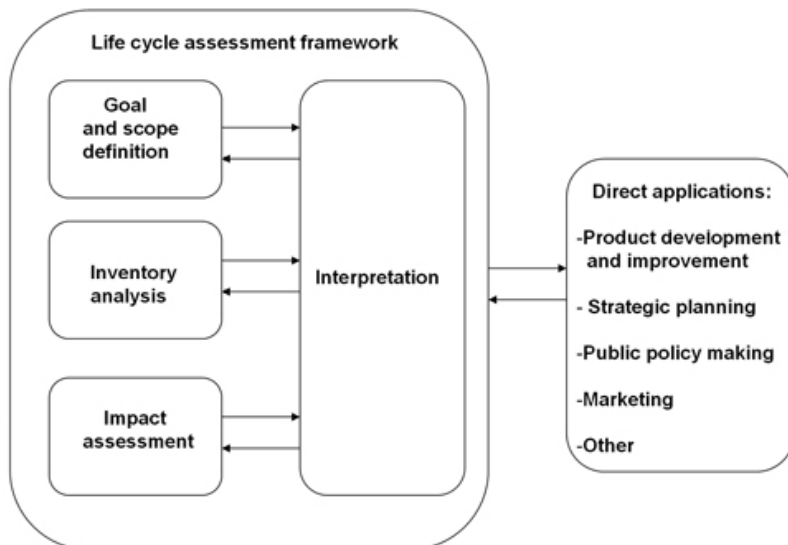 Life cycle assessment framework
Goal
and scope
definition
Inventory
analysis
Impact
assessment
Interpretation
Direct applications:
-Product development
and improvement
- Strategic planning
-Public policy making
-Marketing
-Other